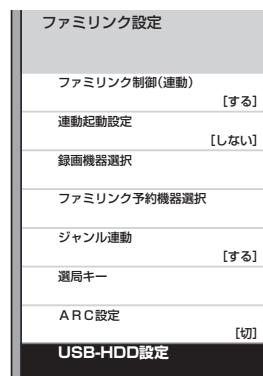 ファミリンク設定
ファミリンク制御(連動)
[する]
連動起動設定
[しない]
録画機器選択
ファミリンク予約機器選択
ジャンル連動
[する]
選局キー
ＡＲＣ設定
[切]
USB-HDD設定